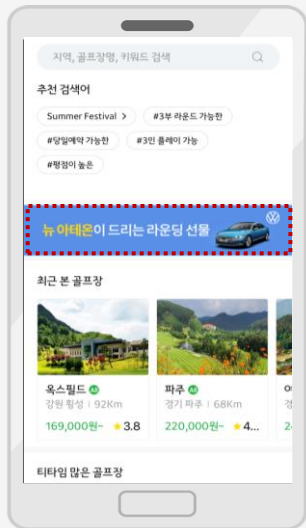 지역, 골프장명, 키워드 검색
추천 검색어
Summer Festival >
#3부 라운드 가능한
#당일예약 가능한
#3인 플레이 가능
#평점이 높은
뉴 아테온이 드리는 라운딩 선물
최근 본 골프장
옥스필드
강원 횡성 | 92Km
169,000원~ ★3.8
파주
경기 파주 | 68Km
220,000원~ ★4...
티타임 많은 골프장